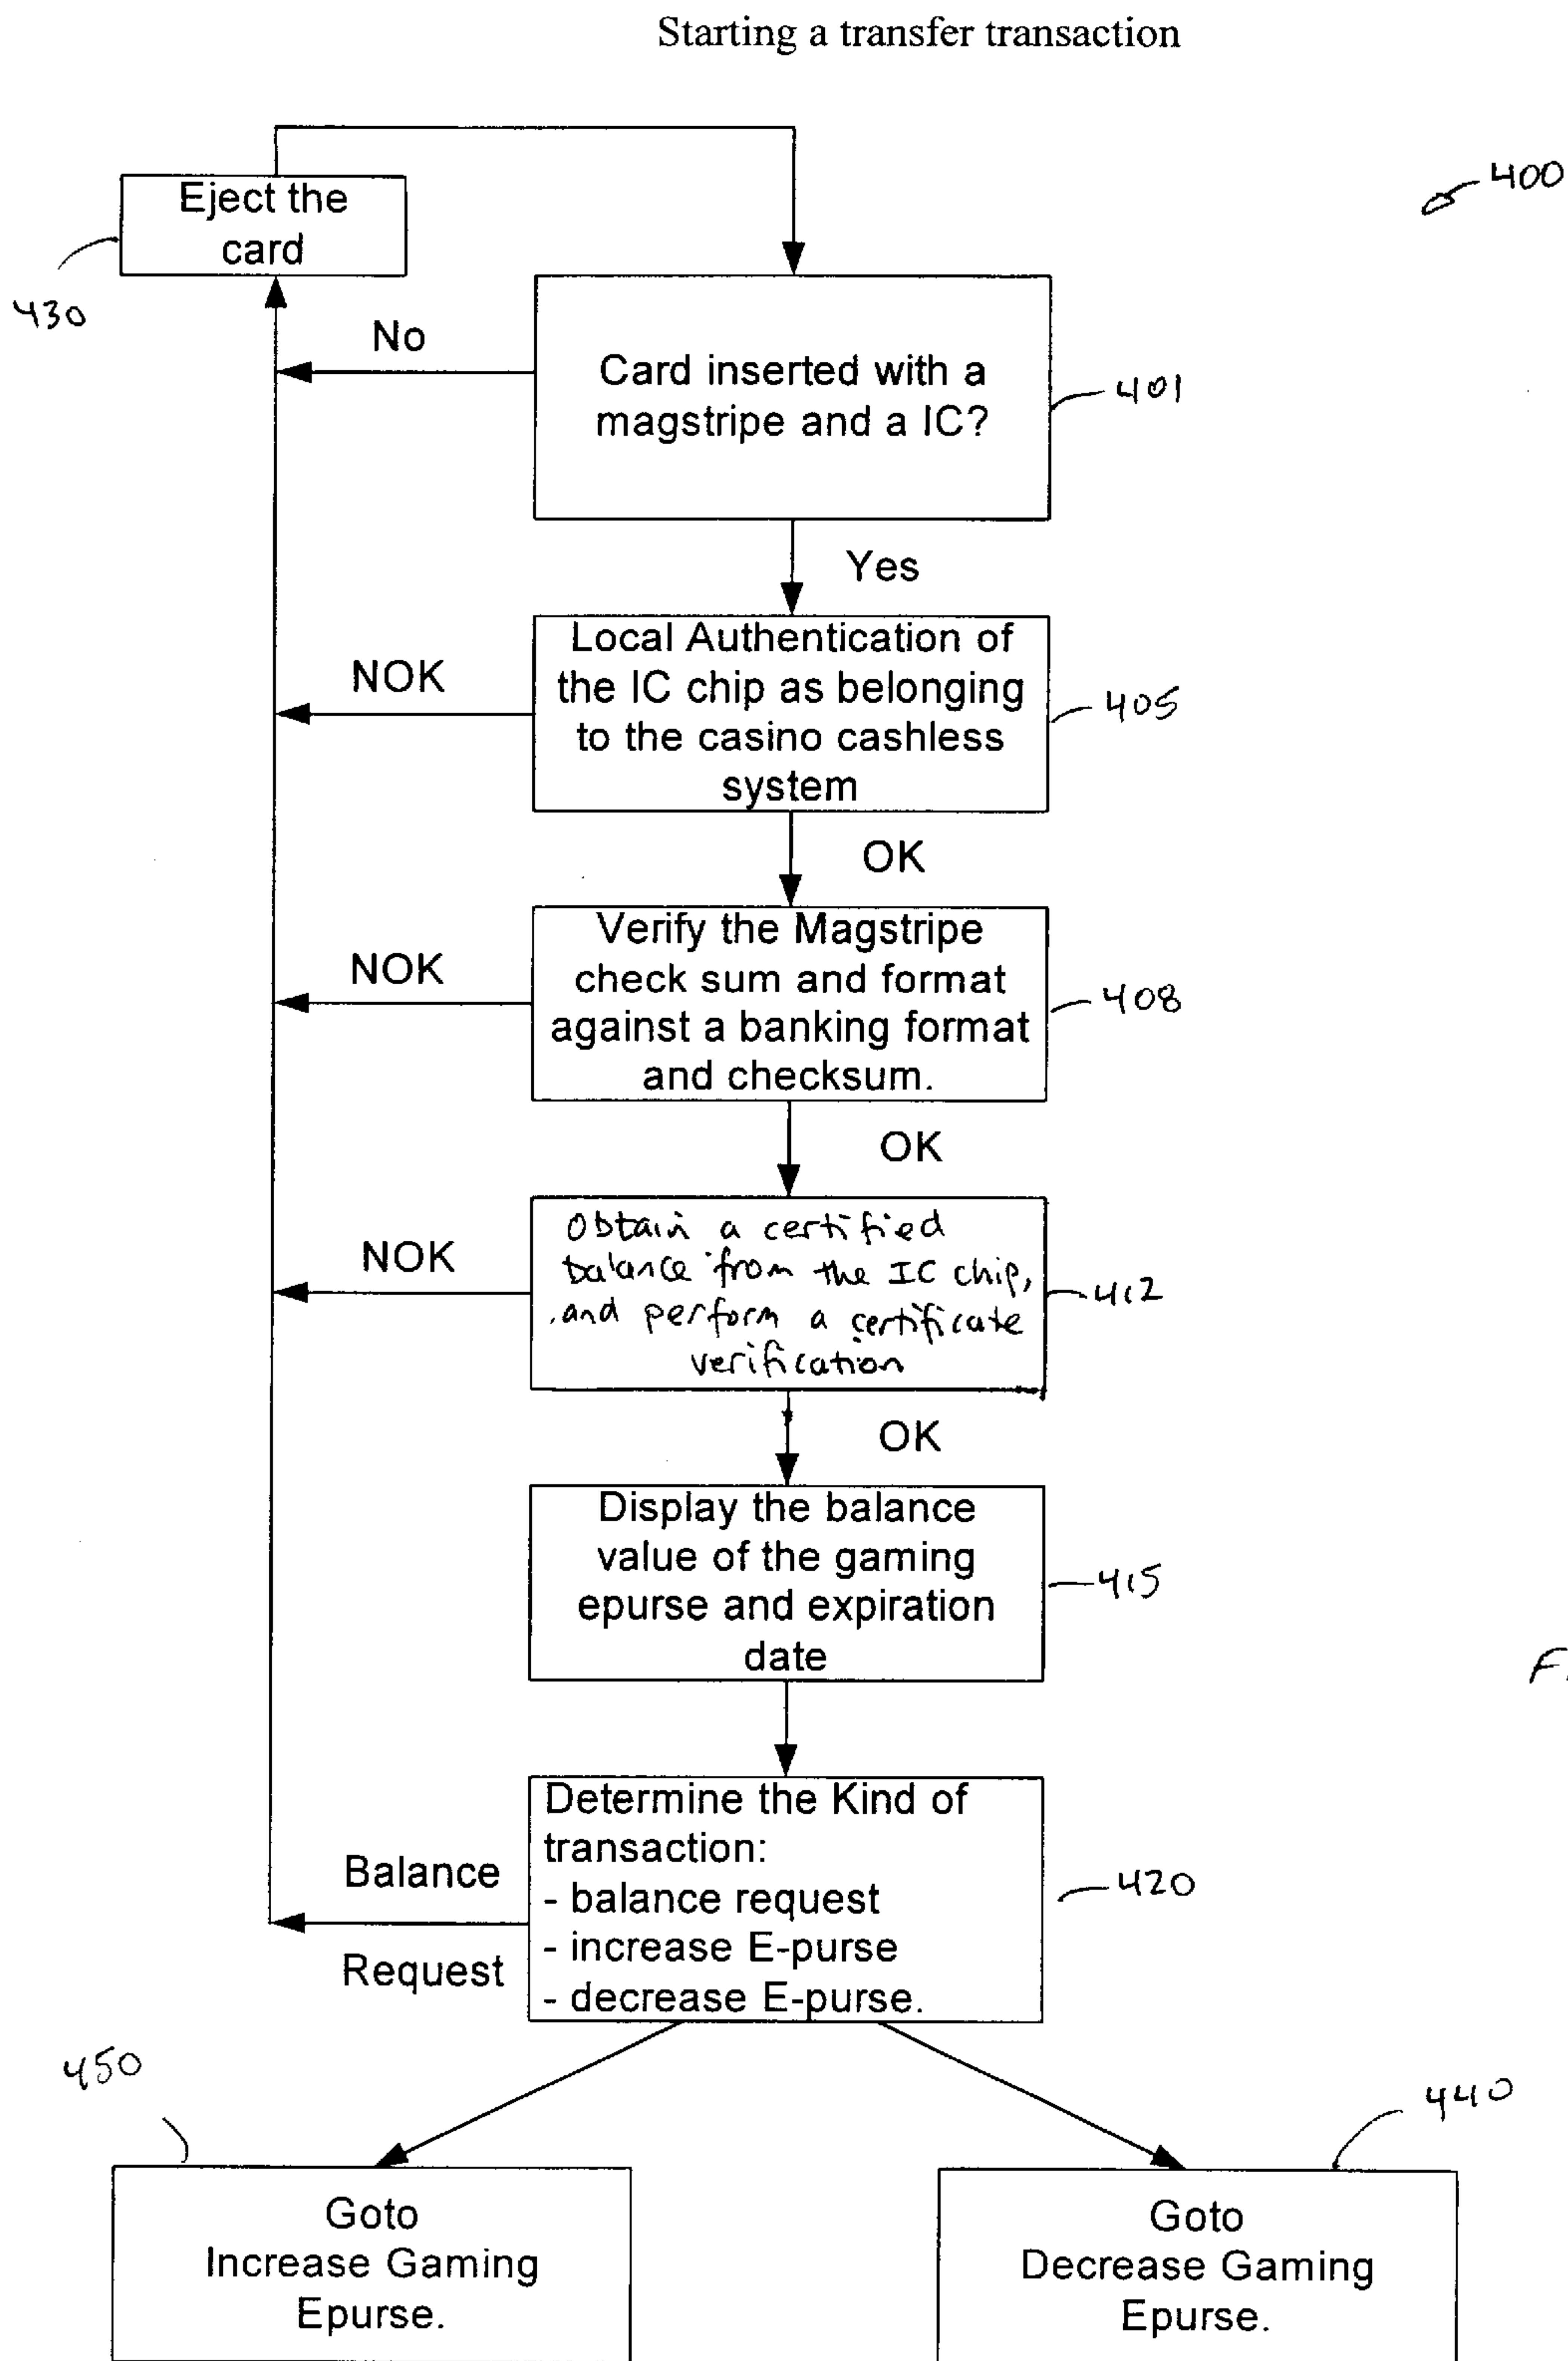 Starting a transfer transaction
400
Eject the
card
430
No
Card inserted with a
magstripe and a IC?
401
Yes
Local Authentication of
the IC chip as belonging
to the casino cashless
system
NOK
405
OK
Verify the Magstripe
check sum and format
against a banking format
and checksum.
NOK
408
OK
Obtain a certified
balance from the IC chip,
and perform a certificate
verification
NOK
412
OK
Display the balance
value of the gaming
epurse and expiration
date
415
Determine the Kind of
transaction:
- balance request
- increase E-purse
- decrease E-purse.
Balance
Request
420
450
440
Goto
Increase Gaming
Epurse.
Goto
Decrease Gaming
Epurse.